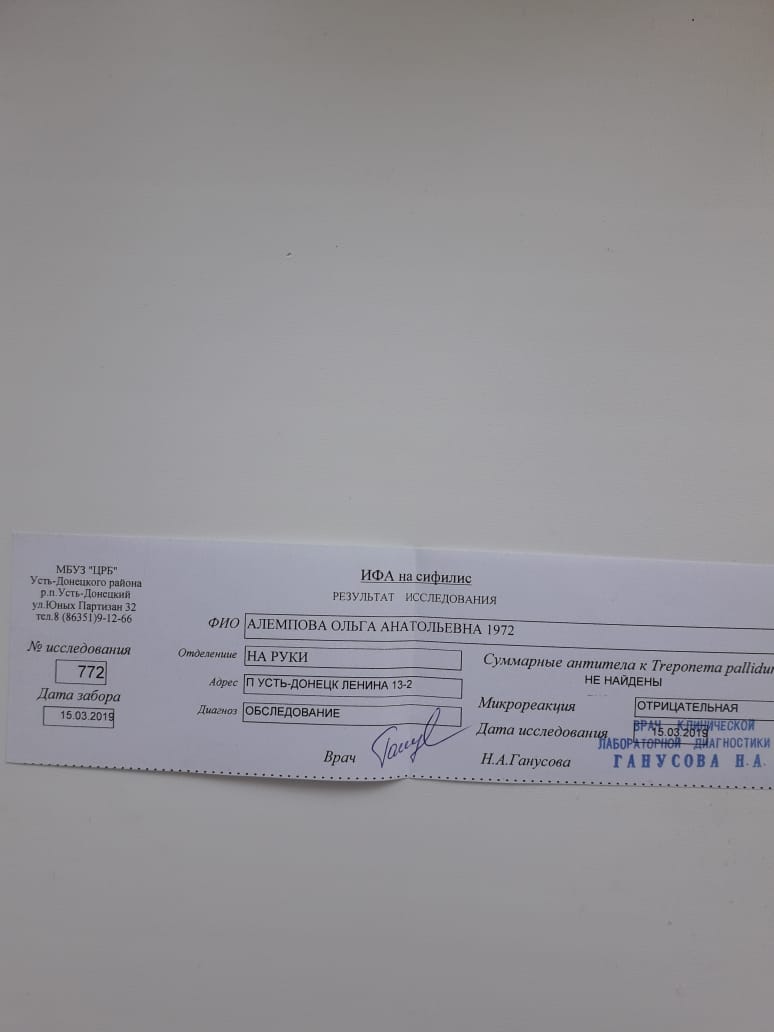 МБУЗ "ЦРБ"
Усть-Донецкого района
р.п.Усть-Донецкий
ул.Юных Партизан 32
тел.8 (86351)9-12-66
№ исследования
772
Дата забора
15.03.2019
ИФА на сифилис
РЕЗУЛЬТАТ ИССЛЕДОВАНИЯ
ФИО АЛЕМПОВА ОЛЬГА АНАТОЛЬЕВНА 1972
Отделение НА РУКИ
Адрес П УСТЬ-ДОНЕЦК ЛЕНИНА 13-2
Диагноз ОБСЛЕДОВАНИЕ
Врач
Суммарные антитела к Treponema pallidum
НЕ НАЙДЕНЫ
Микрореакция ОТРИЦАТЕЛЬНАЯ
Дата исследования 15.03.2019
Н.А.Ганусова
ВРАЧ КЛИНИЧЕСКОЙ
ЛАБОРАТОРНОЙ ДИАГНОСТИКИ
ГАНУСОВА Н.А.